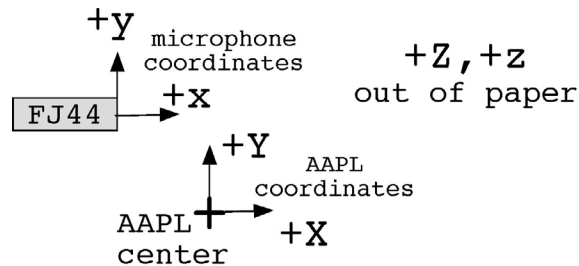 +y
microphone
coordinates
+Z,+z
out of paper
FJ44
+x
+Y
AAPL
coordinates
AAPL
center
+X